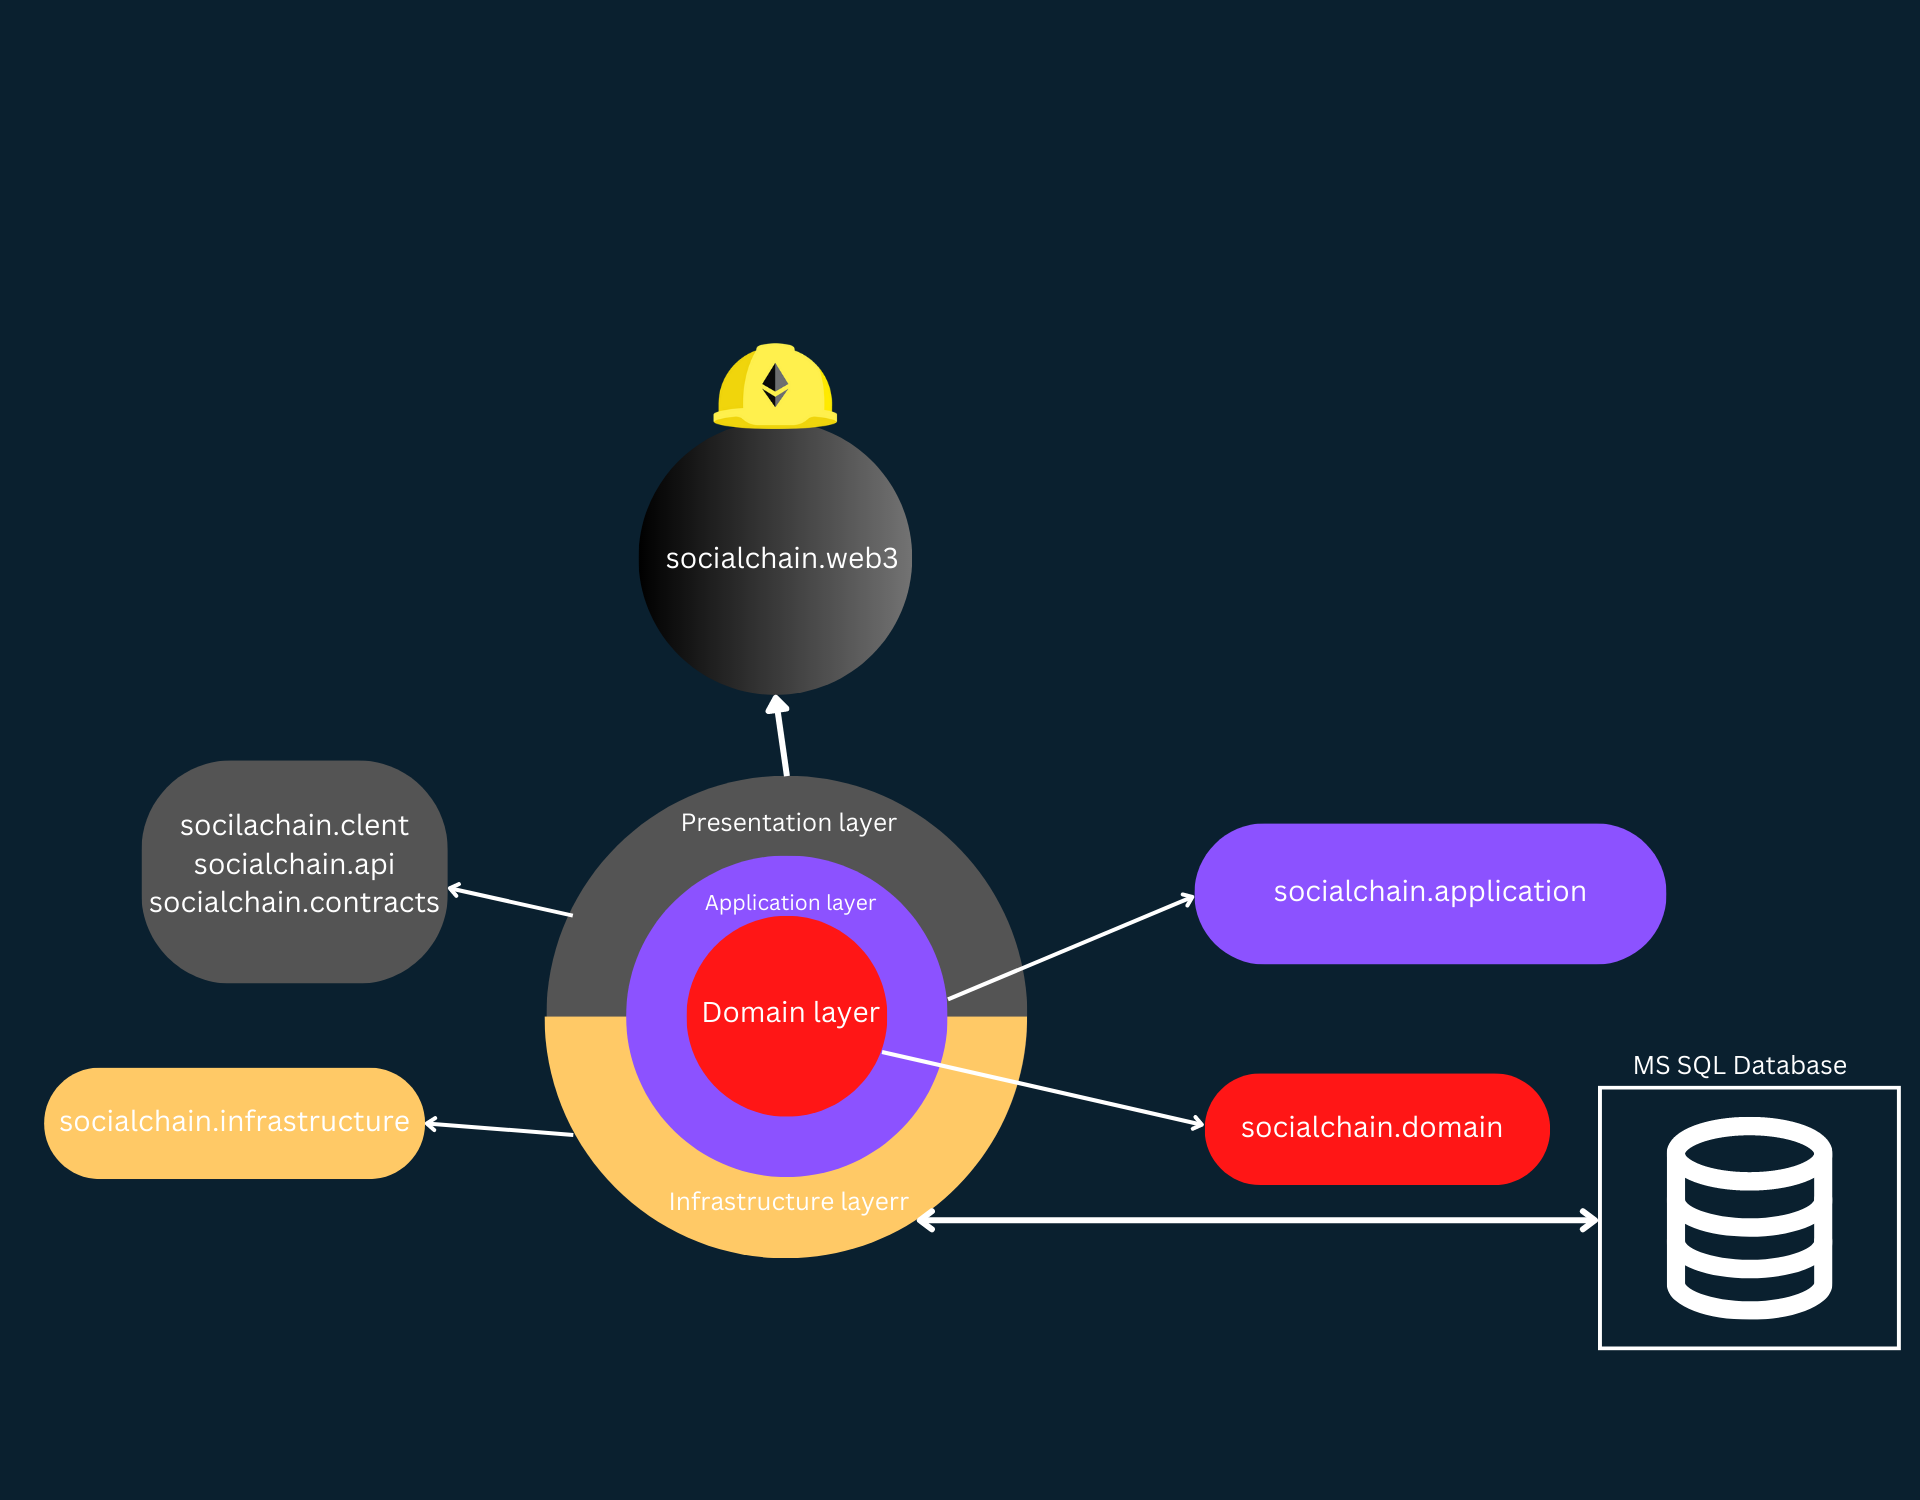 socialchain.web3
Presentation layer
socilachain.clent
socialchain.api
socialchain.contracts
Application layer
socialchain.application
Domain layer
MS SQL Database
socialchain.infrastructure
socialchain.domain
Infrastructure layerr